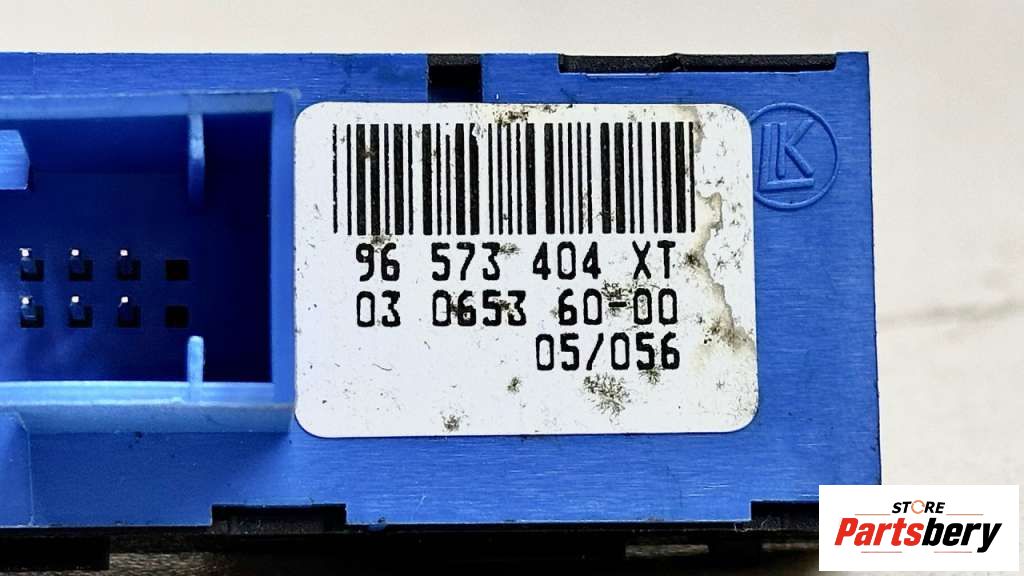 LK
96 573 404 XT
03 0653 60-00
05/056
STORE
Partsbery